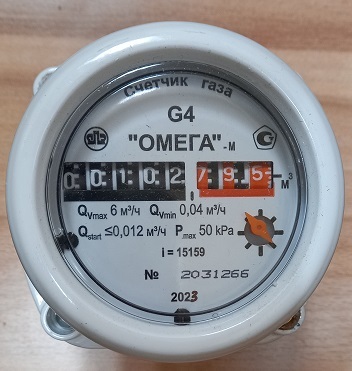 Счетчик газа
G4
"ОМЕГА"-м
0 0 1 0 2 7 9 5 м³
QVmax 6 м³/ч QVmin 0,04 м³/ч
Qstart ≤0,012 м³/ч Pmax 50 kPa
i = 15159
№ 2031266
2023